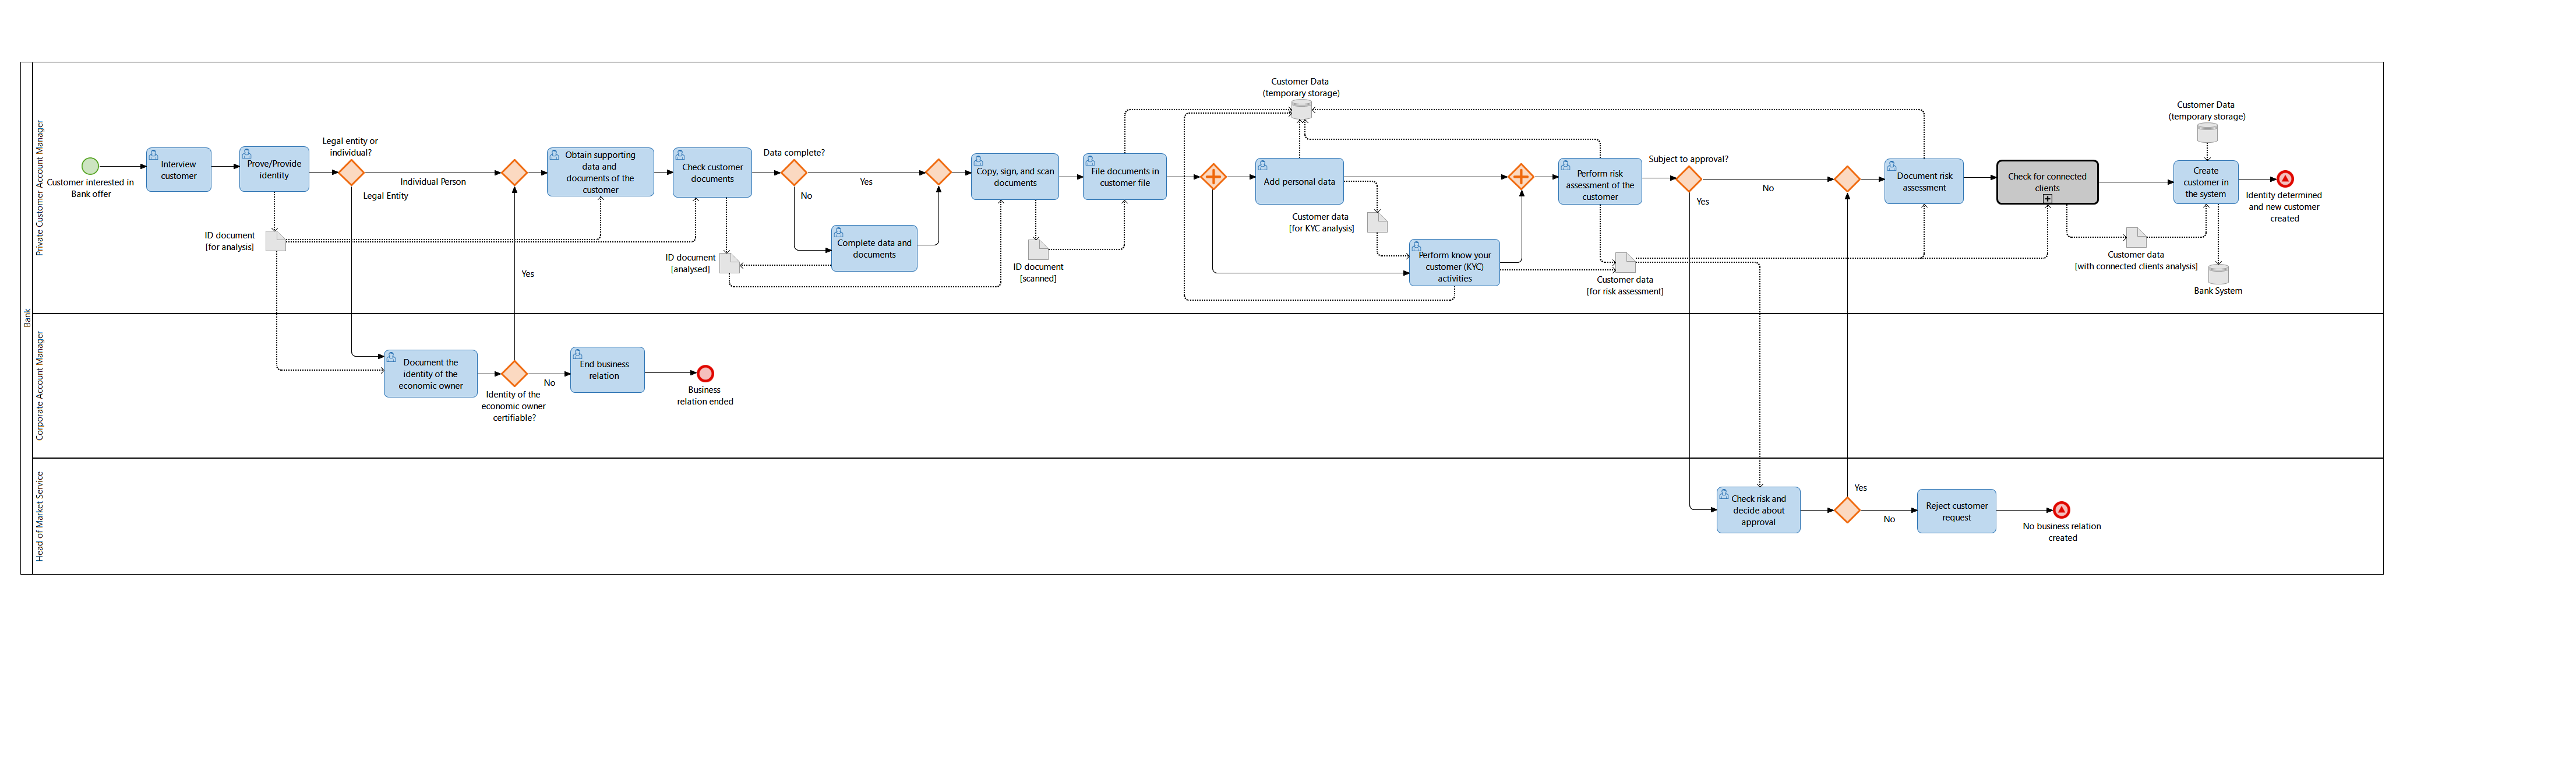 Bank
Private Customer Account Manager
Customer interested in
Bank offer
Interview
customer
Prove/Provide
identity
ID document
[for analysis]
Legal entity or
individual?
Individual Person
Legal Entity
Yes
Obtain supporting
data and
documents of the
customer
Check customer
documents
ID document
[analysed]
Data complete?
Yes
No
Complete data and
documents
Copy, sign, and scan
documents
ID document
[scanned]
File documents in
customer file
Customer Data
(temporary storage)
Add personal data
Customer data
[for KYC analysis]
Perform know your
customer (KYC)
activities
Perform risk
assessment of the
customer
Customer data
[for risk assessment]
Subject to approval?
No
Yes
Document risk
assessment
Check for connected
clients
Customer data
[with connected clients analysis]
Customer Data
(temporary storage)
Create
customer in
the system
Bank System
Identity determined
and new customer
created
Corporate Account Manager
Document the
identity of the
economic owner
Identity of the
economic owner
certifiable?
No
End business
relation
Business
relation ended
Head of Market Service
Check risk and
decide about
approval
Yes
No
Reject customer
request
No business relation
created